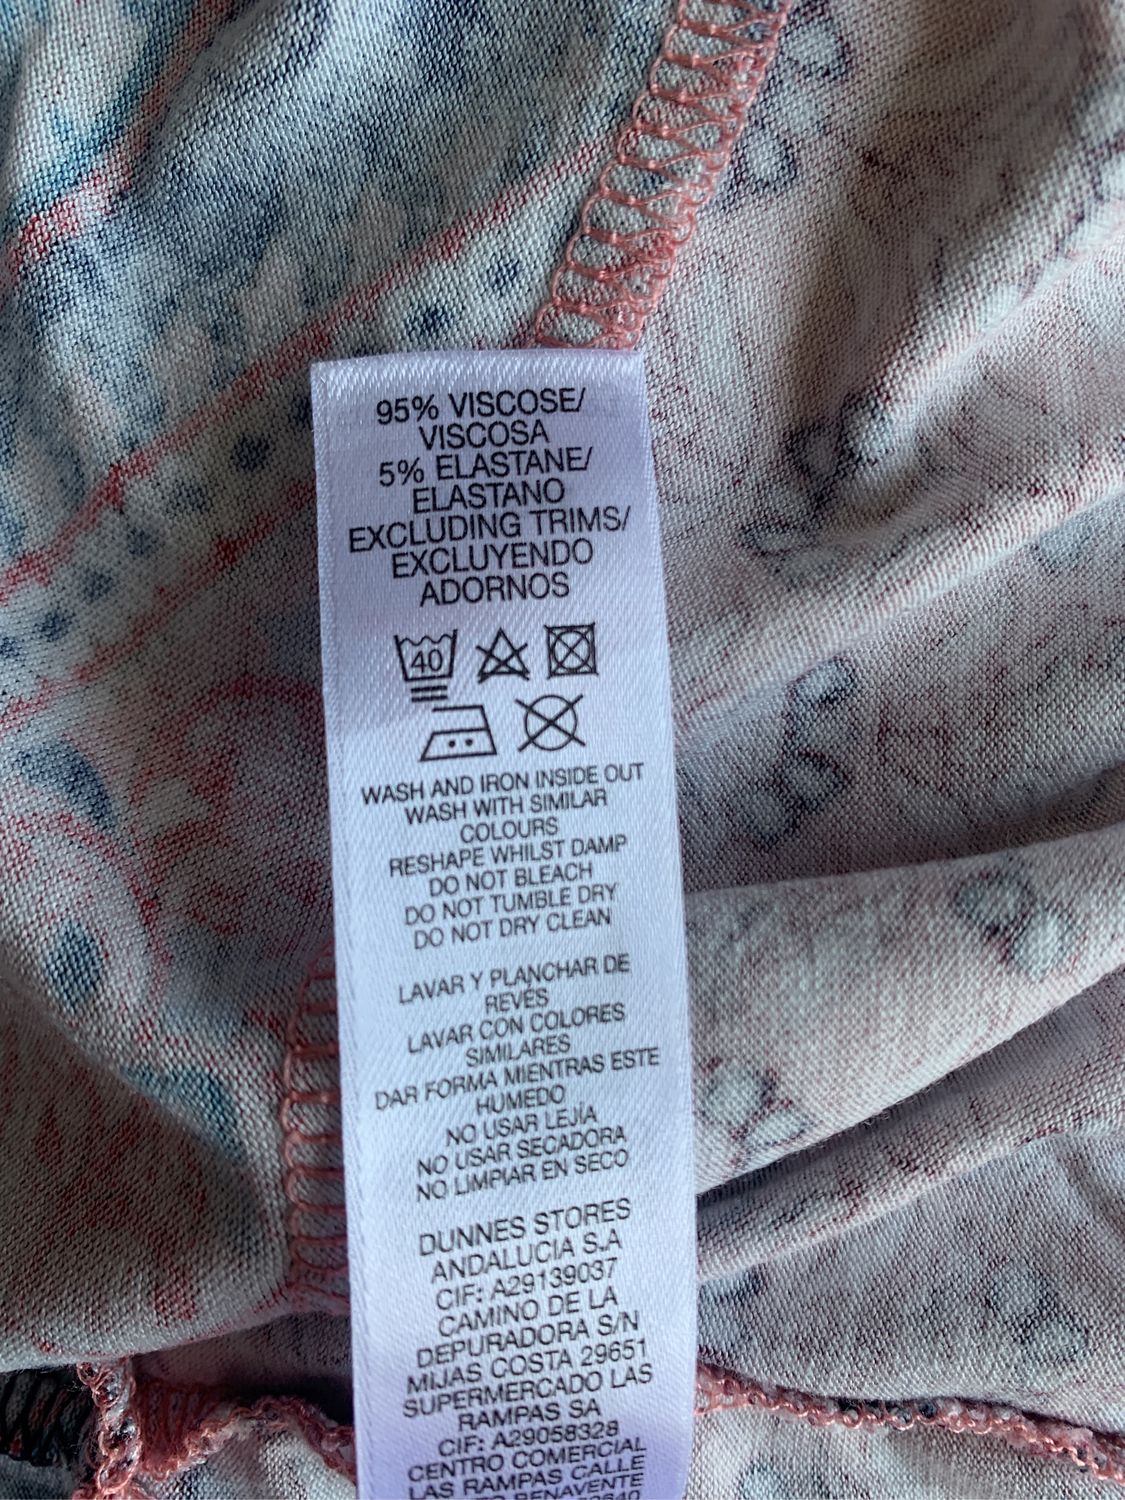 95% VISCOSE/
VISCOSA
5% ELASTANE/
ELASTANO
EXCLUDING TRIMS/
EXCLUYENDO
ADORNOS
40
WASH AND IRON INSIDE OUT
WASH WITH SIMILAR
COLOURS
RESHAPE WHILST DAMP
DO NOT BLEACH
DO NOT TUMBLE DRY
DO NOT DRY CLEAN
LAVAR Y PLANCHAR DE
REVÉS
LAVAR CON COLORES
SIMILARES
DAR FORMA MIENTRAS ESTE
HUMEDO
NO USAR LEJÍA
NO USAR SECADORA
NO LIMPIAR EN SECO
DUNNES STORES
ANDALUCIA S.A
CIF: A29139037
CAMINO DE LA
DEPURADORA S/N
MIJAS COSTA 29651
SUPERMERCADO LAS
RAMPAS SA
CIF: A29058328
CENTRO COMERCIAL
LAS RAMPAS CALLE
BENAVENTE